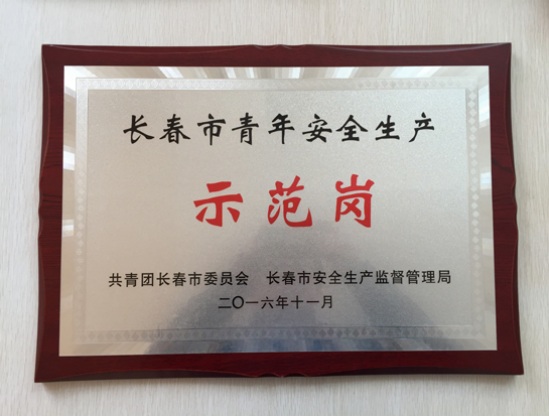 长春市青年安全生产
示范岗
共青团长春市委员会 长春市安全生产监督管理局
二〇一六年十一月